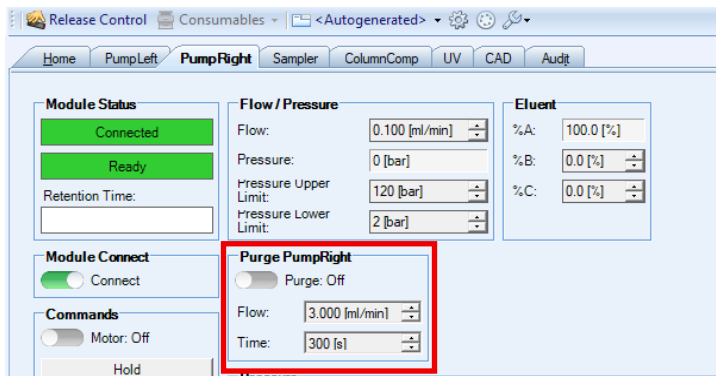 Release Control Consumables <Autogenerated>
Home PumpLeft PumpRight Sampler ColumnComp UV CAD Audit
Module Status
Connected
Ready
Retention Time:
Flow / Pressure
Flow: 0.100 [ml/min]
Pressure: 0 [bar]
Pressure Upper
Limit: 120 [bar]
Pressure Lower
Limit: 2 [bar]
Eluent
%A: 100.0 [%]
%B: 0.0 [%]
%C: 0.0 [%]
Module Connect
Connect
Purge PumpRight
Purge: Off
Flow: 3.000 [ml/min]
Time: 300 [s]
Commands
Motor: Off
Hold